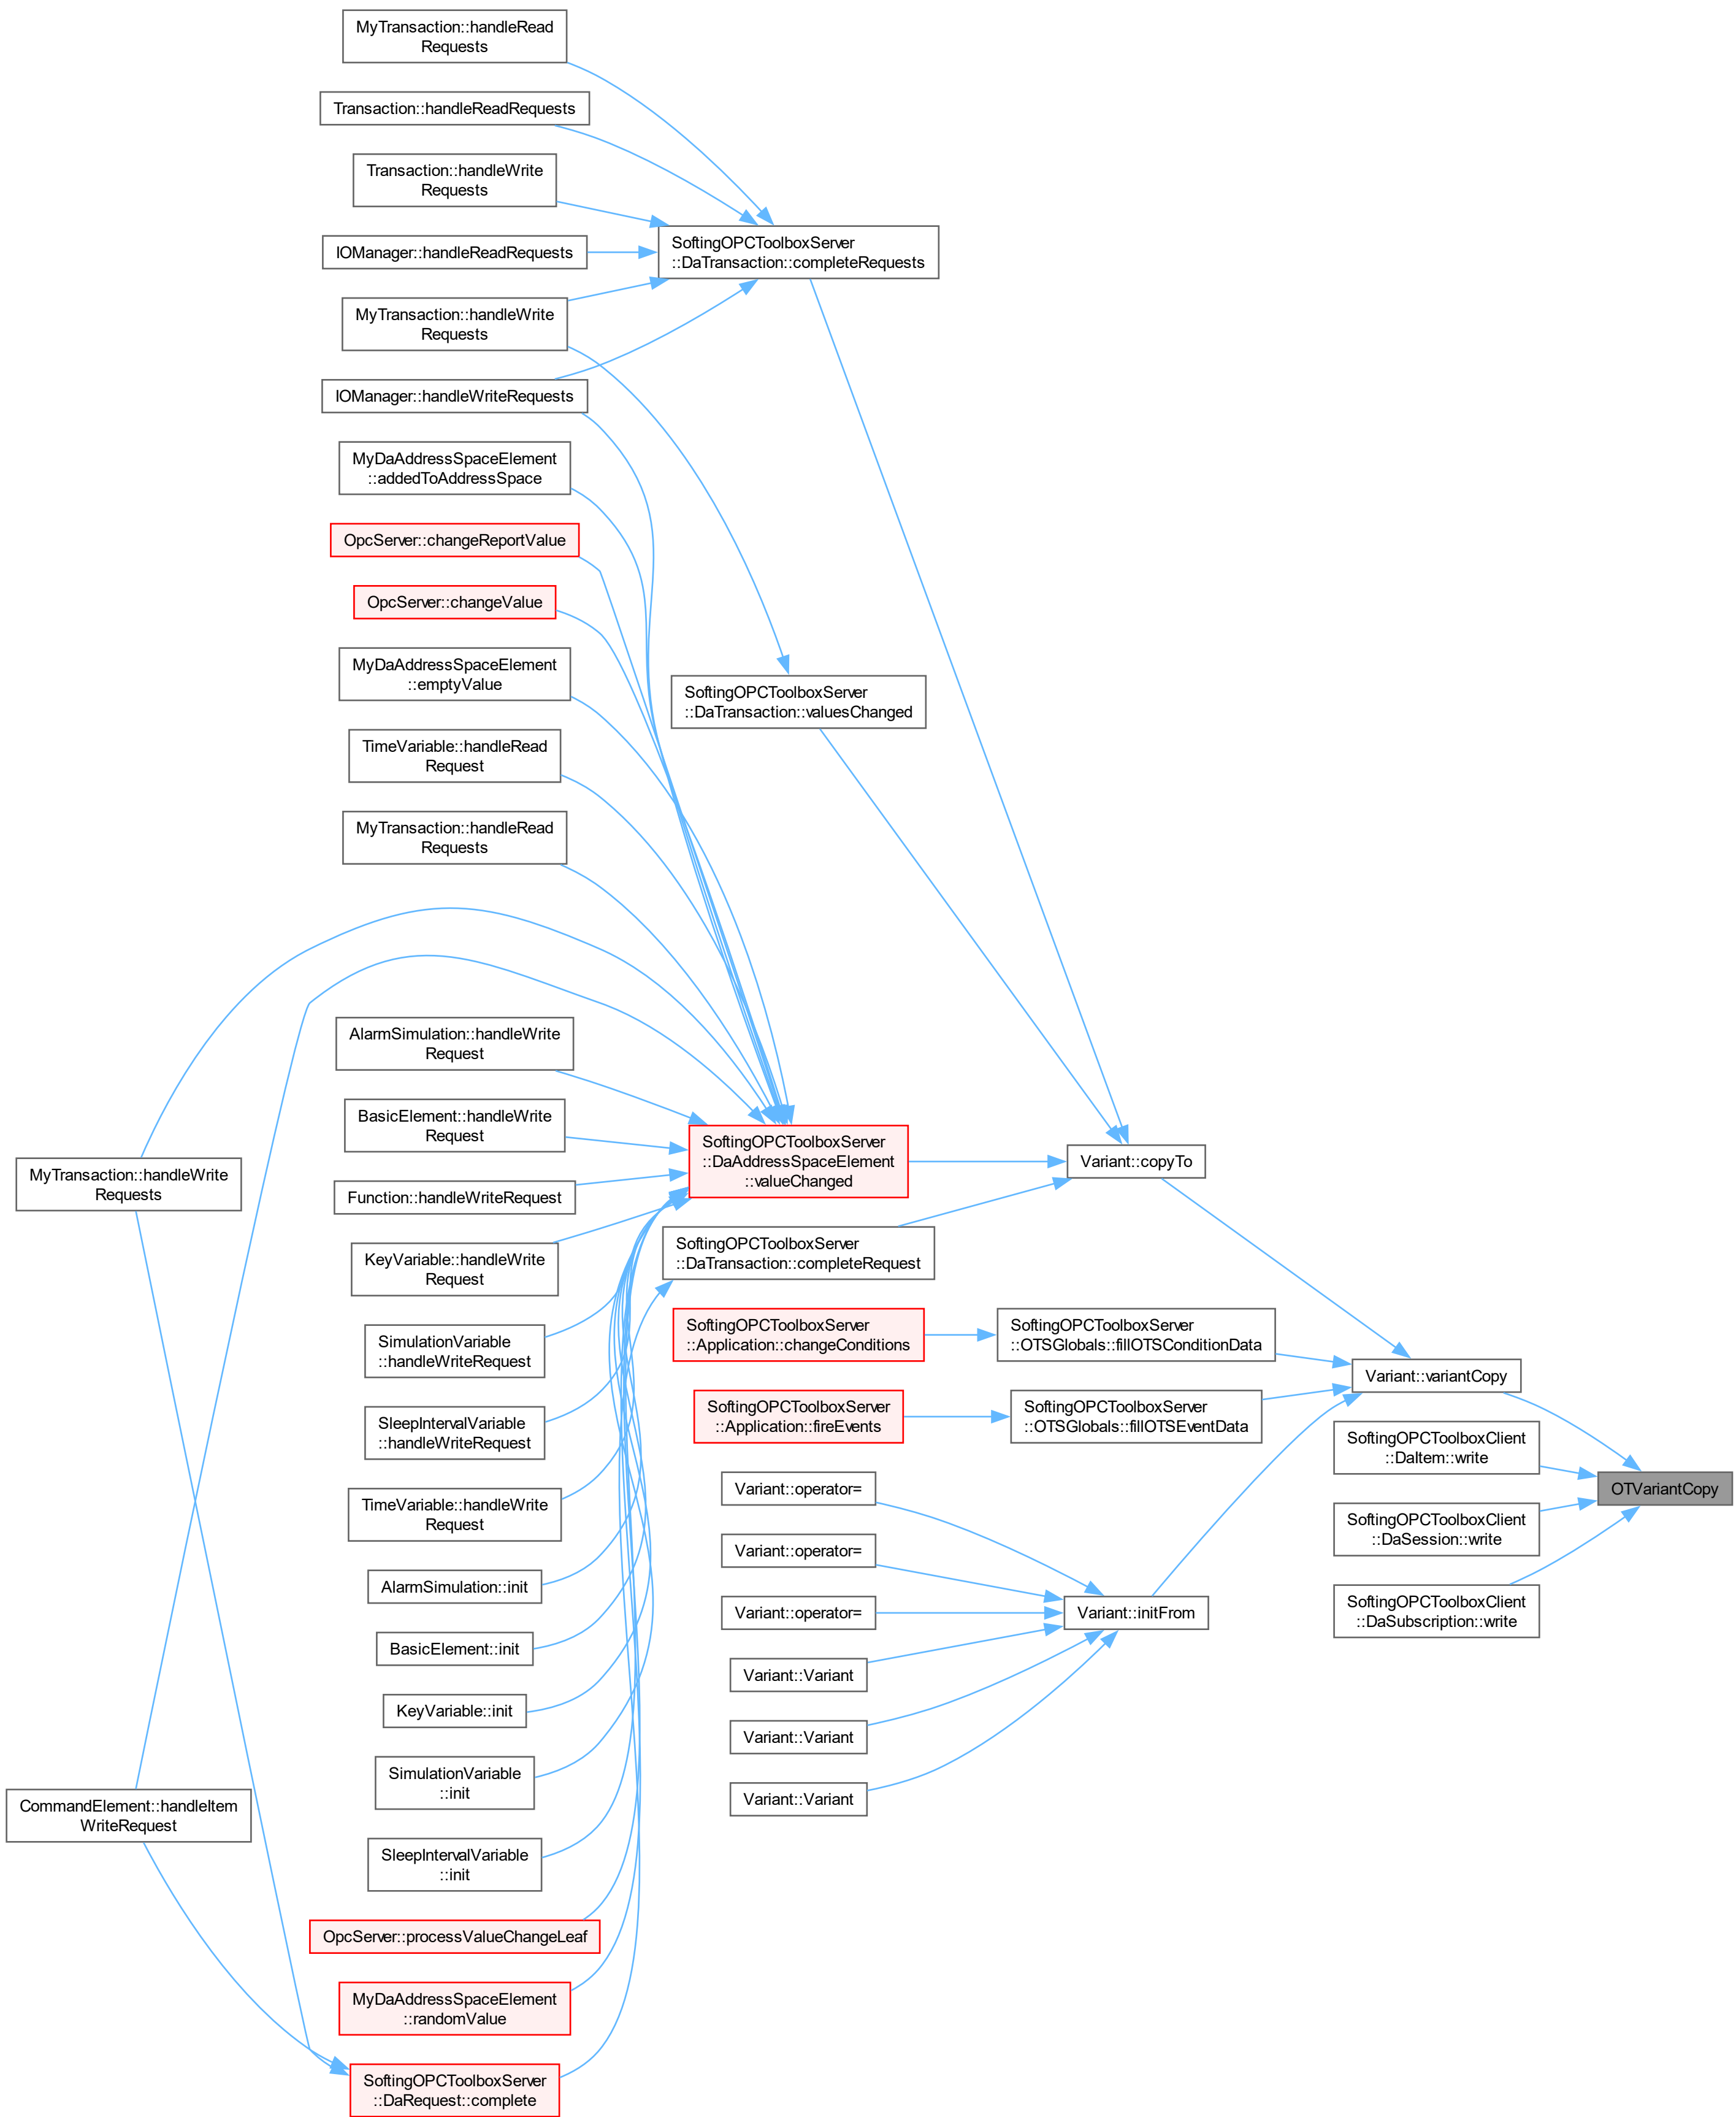 MyTransaction::handleRead
Requests
Transaction::handleReadRequests
Transaction::handleWrite
Requests
IOManager::handleReadRequests
SoftingOPCToolboxServer
::DaTransaction::completeRequests
MyTransaction::handleWrite
Requests
IOManager::handleWriteRequests
MyDaAddressSpaceElement
::addedToAddressSpace
OpcServer::changeReportValue
OpcServer::changeValue
MyDaAddressSpaceElement
::emptyValue
SoftingOPCToolboxServer
::DaTransaction::valuesChanged
TimeVariable::handleRead
Request
MyTransaction::handleRead
Requests
AlarmSimulation::handleWrite
Request
BasicElement::handleWrite
Request
SoftingOPCToolboxServer
::DaAddressSpaceElement
::valueChanged
Variant::copyTo
MyTransaction::handleWrite
Requests
Function::handleWriteRequest
KeyVariable::handleWrite
Request
SoftingOPCToolboxServer
::DaTransaction::completeRequest
SimulationVariable
::handleWriteRequest
SoftingOPCToolboxServer
::Application::changeConditions
SoftingOPCToolboxServer
::OTSGlobals::fillOTSConditionData
Variant::variantCopy
SleepIntervalVariable
::handleWriteRequest
SoftingOPCToolboxServer
::Application::fireEvents
SoftingOPCToolboxServer
::OTSGlobals::fillOTSEventData
SoftingOPCToolboxClient
::DaItem::write
OTVariantCopy
Variant::operator=
TimeVariable::handleWrite
Request
SoftingOPCToolboxClient
::DaSession::write
Variant::operator=
AlarmSimulation::init
Variant::operator=
Variant::initFrom
SoftingOPCToolboxClient
::DaSubscription::write
BasicElement::init
Variant::Variant
KeyVariable::init
Variant::Variant
SimulationVariable
::init
Variant::Variant
CommandElement::handleItem
WriteRequest
SleepIntervalVariable
::init
OpcServer::processValueChangeLeaf
MyDaAddressSpaceElement
::randomValue
SoftingOPCToolboxServer
::DaRequest::complete